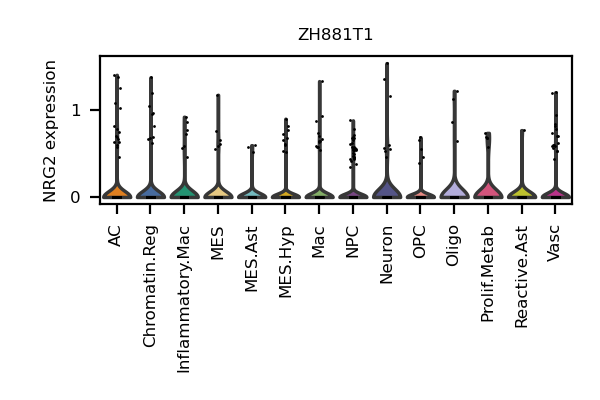 ZH881T1
NRG2 expression
1
0
AC
Chromatin.Reg
Inflammatory.Mac
MES
MES.Ast
MES.Hyp
Mac
NPC
Neuron
OPC
Oligo
Prolif.Metab
Reactive.Ast
Vasc